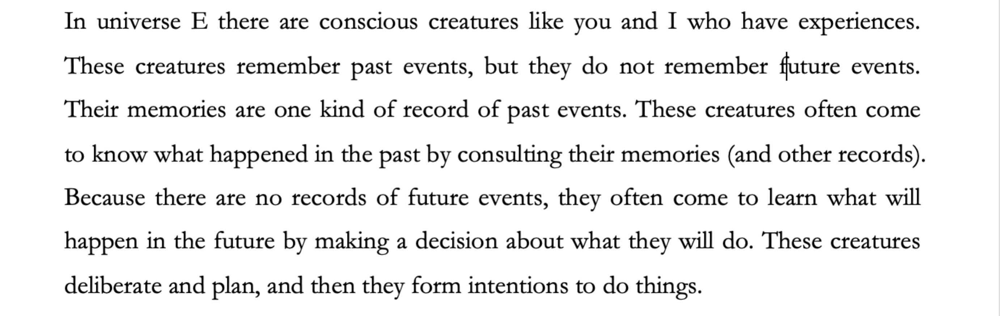 In universe E there are conscious creatures like you and I who have experiences.
These creatures remember past events, but they do not remember future events.
Their memories are one kind of record of past events. These creatures often come
to know what happened in the past by consulting their memories (and other records).
Because there are no records of future events, they often come to learn what will
happen in the future by making a decision about what they will do. These creatures
deliberate and plan, and then they form intentions to do things.